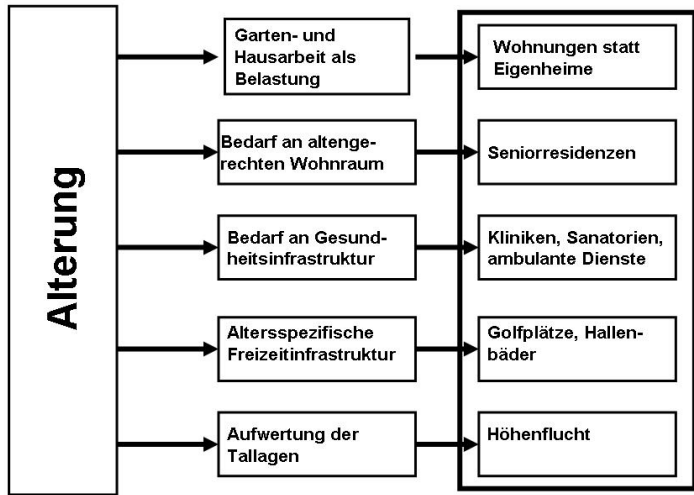 Alterung
Garten- und
Hausarbeit als
Belastung
Wohnungen statt
Eigenheime
Bedarf an altenge-
rechten Wohnraum
Seniorresidenzen
Bedarf an Gesund-
heitsinfrastruktur
Kliniken, Sanatorien,
ambulante Dienste
Altersspezifische
Freizeitinfrastruktur
Golfplätze, Hallen-
bäder
Aufwertung der
Tallagen
Höhenflucht